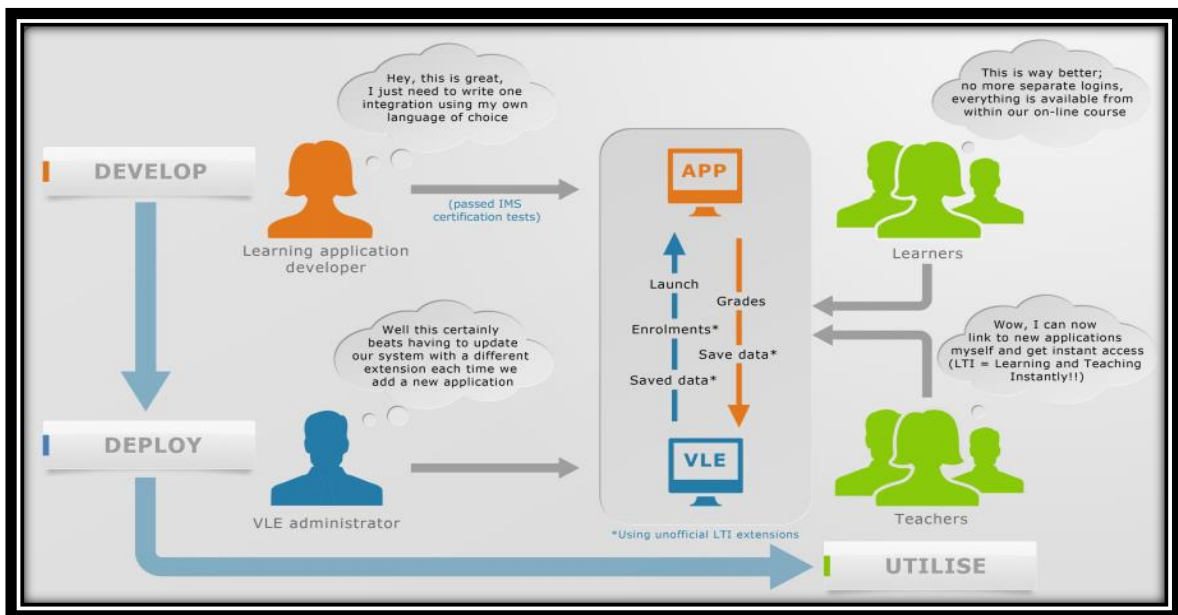 Hey, this is great,
I just need to write one
integration using my own
language of choice
This is way better;
no more separate logins,
everything is available from
within our on-line course
DEVELOP
APP
(passed IMS
certification tests)
Learning application
developer
Learners
Launch
Grades
Enrolments*
Save data*
Saved data*
Well this certainly
beats having to update
our system with a different
extension each time we
add a new application
Wow, I can now
link to new applications
myself and get instant access
(LTI = Learning and Teaching
Instantly!!)
DEPLOY
VLE
VLE administrator
Teachers
*Using unofficial LTI extensions
UTILISE